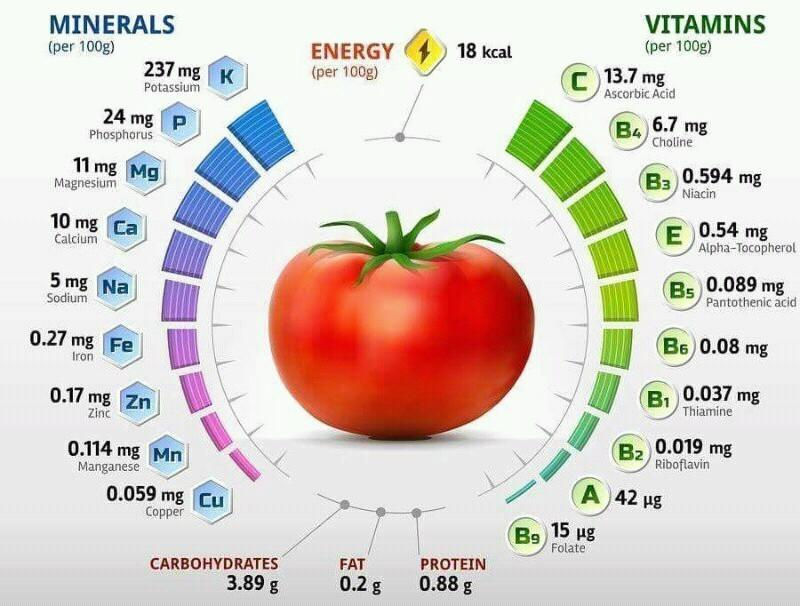 MINERALS
(per 100g)
237 mg K
Potassium
24 mg P
Phosphorus
11 mg Mg
Magnesium
10 mg Ca
Calcium
5 mg Na
Sodium
0.27 mg Fe
Iron
0.17 mg Zn
Zinc
0.114 mg Mn
Manganese
0.059 mg Cu
Copper
ENERGY 18 kcal
(per 100g)
VITAMINS
(per 100g)
C 13.7 mg
Ascorbic Acid
B4 6.7 mg
Choline
B3 0.594 mg
Niacin
E 0.54 mg
Alpha-Tocopherol
B5 0.089 mg
Pantothenic acid
B6 0.08 mg
B1 0.037 mg
Thiamine
B2 0.019 mg
Riboflavin
A 42 µg
B9 15 µg
Folate
CARBOHYDRATES
3.89 g
FAT
0.2 g
PROTEIN
0.88 g